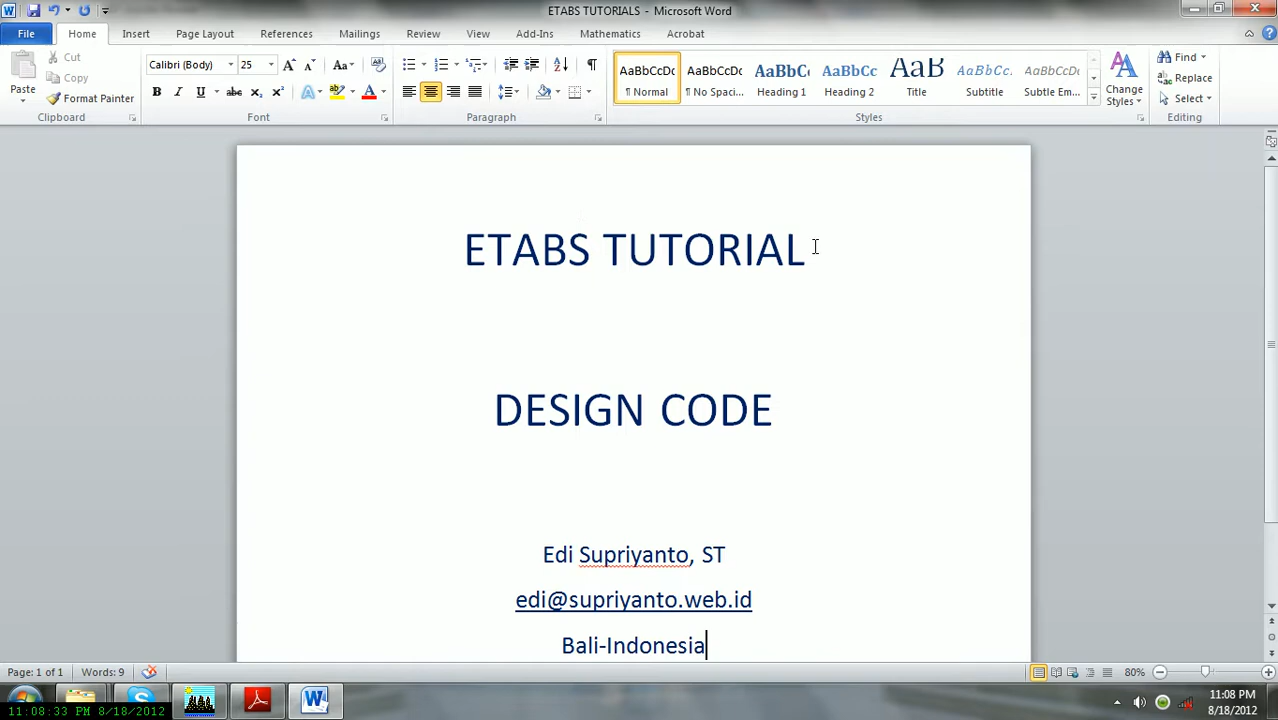 ETABS TUTORIALS - Microsoft Word
File Home Insert Page Layout References Mailings Review View Add-Ins Mathematics Acrobat
Paste Cut Copy Format Painter Clipboard
Calibri (Body) 25 Font
Paragraph
AaBbCcDc AaBbCcDc AaBbC AaBbCc AaB AaBbCc. AaBbCcDc
¶ Normal ¶ No Spaci... Heading 1 Heading 2 Title Subtitle Subtle Em...
Change Styles Styles
Find Replace Select Editing
ETABS TUTORIAL
DESIGN CODE
Edi Supriyanto, ST
edi@supriyanto.web.id
Bali-Indonesia
Page: 1 of 1 Words: 9 80%
11:08:33 PM 8/18/2012
11:08 PM
8/18/2012